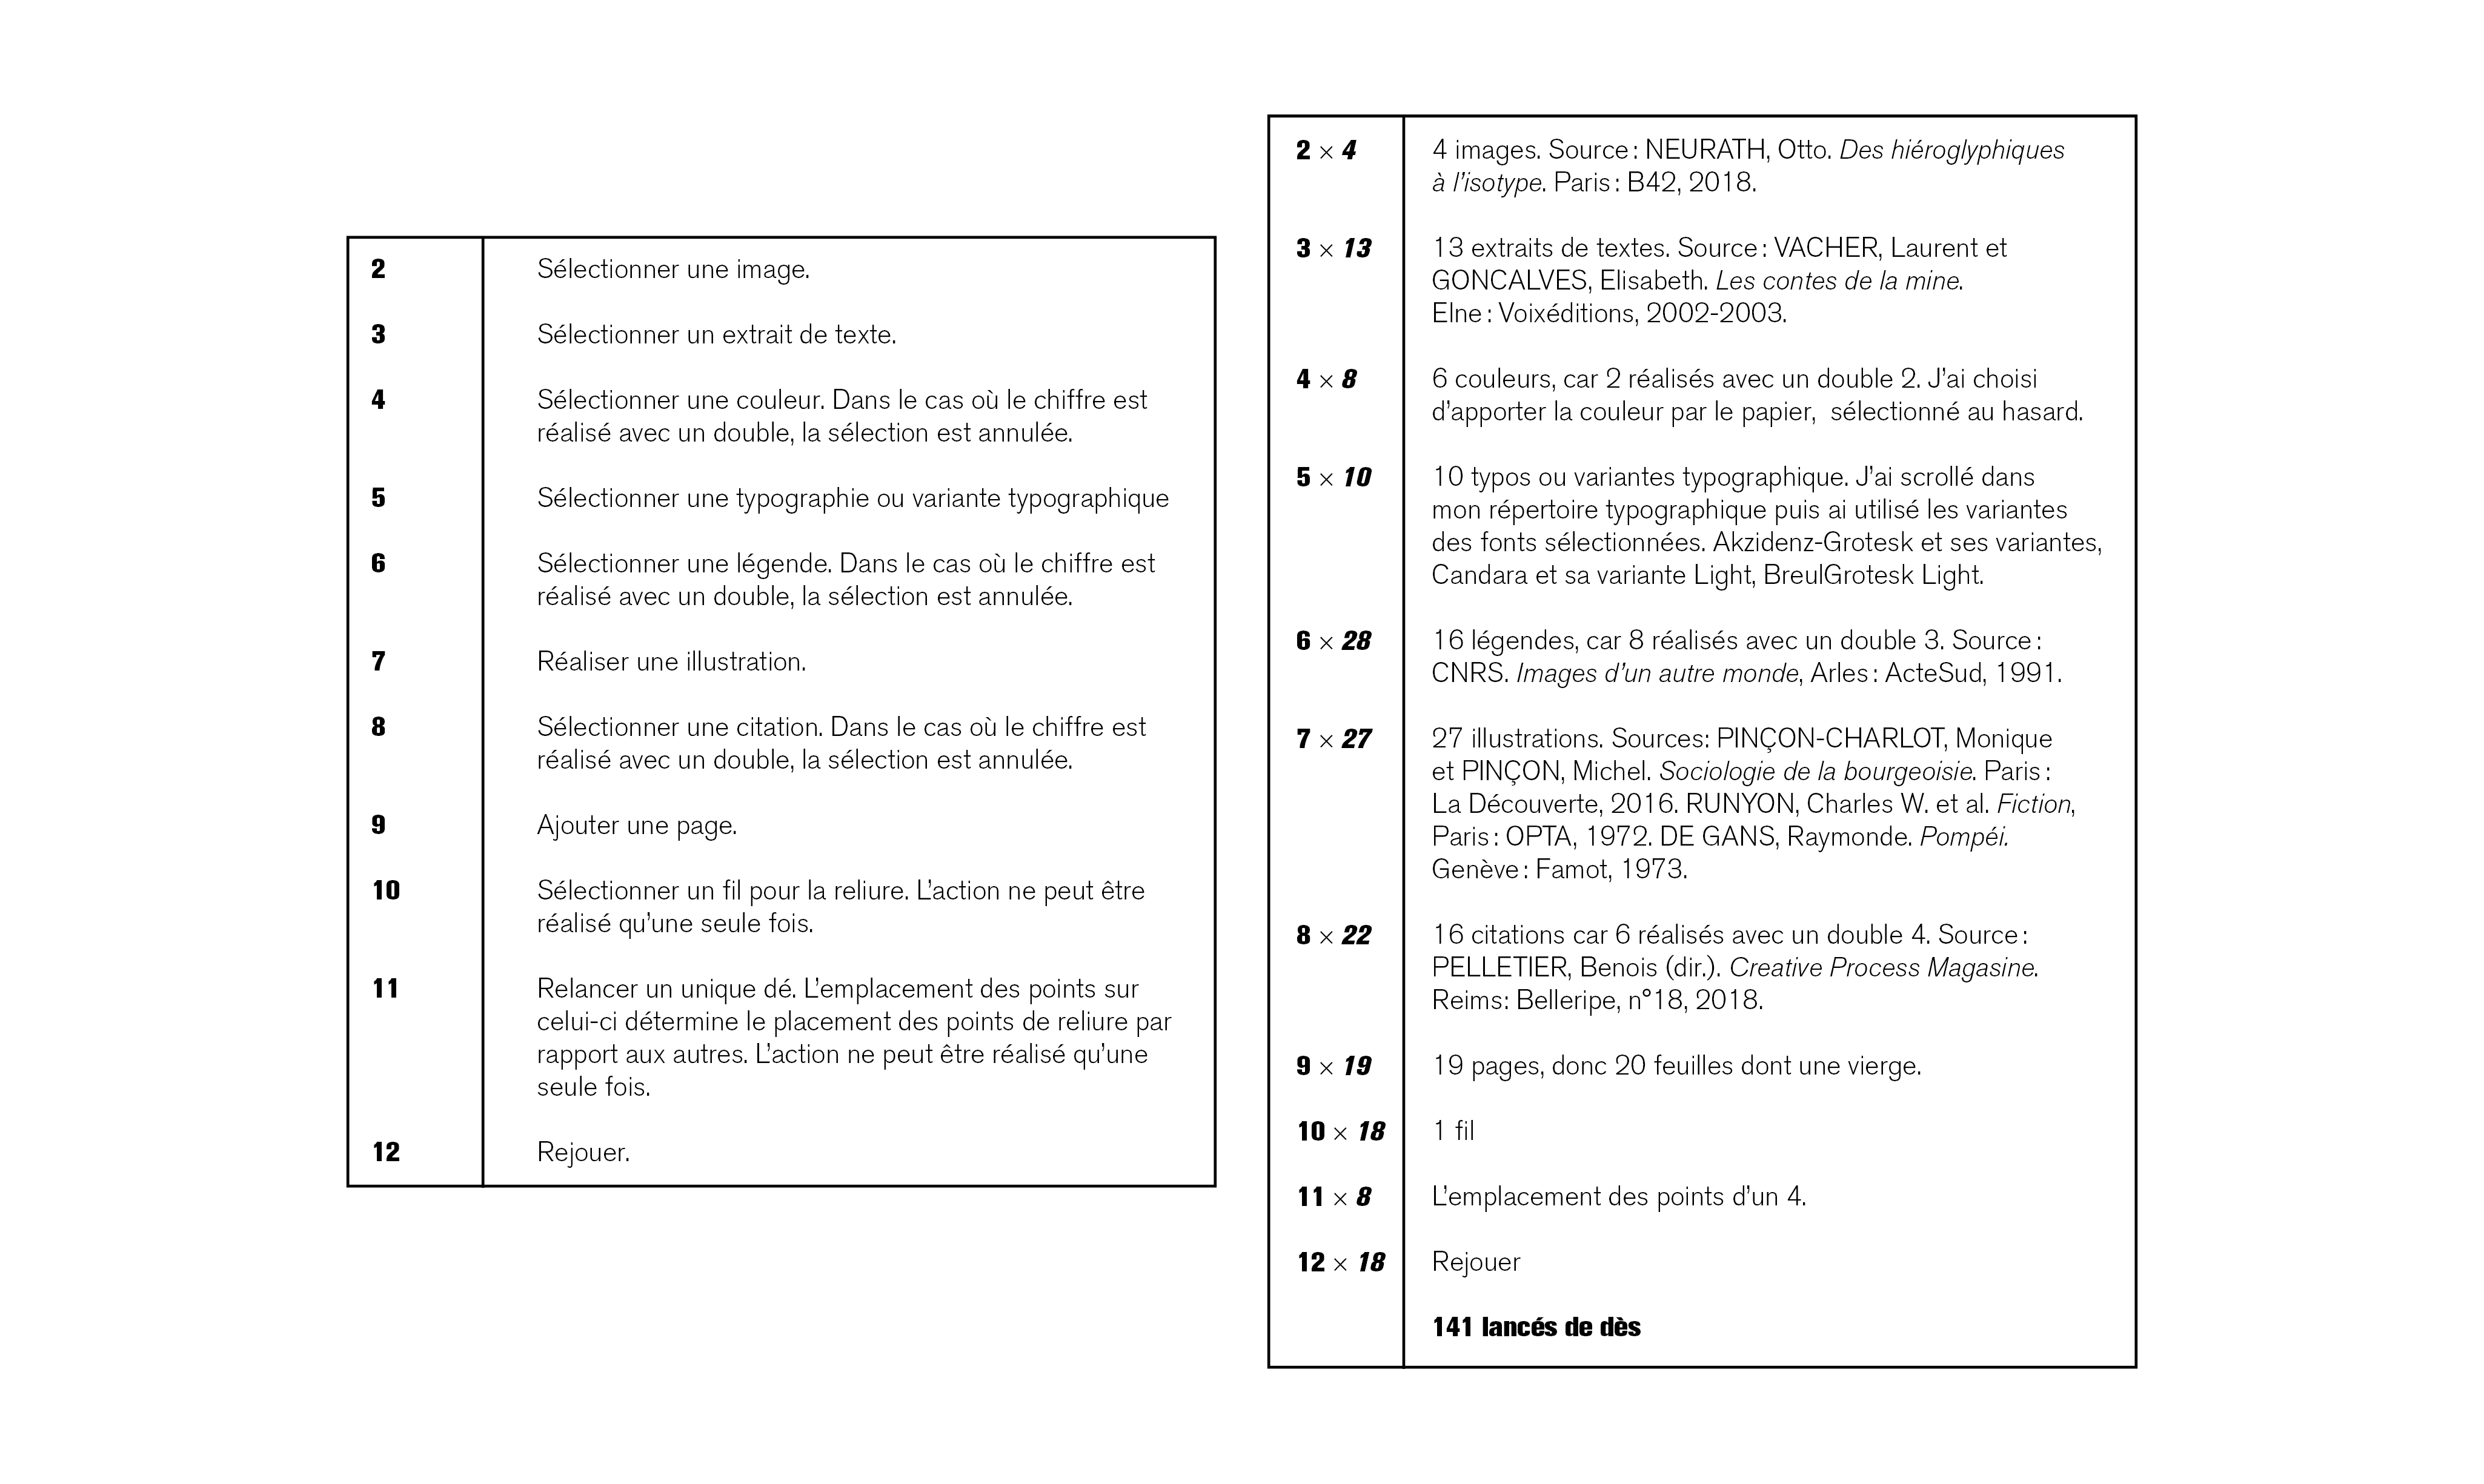 2 Sélectionner une image.
3 Sélectionner un extrait de texte.
4 Sélectionner une couleur. Dans le cas où le chiffre est
réalisé avec un double, la sélection est annulée.
5 Sélectionner une typographie ou variante typographique
6 Sélectionner une légende. Dans le cas où le chiffre est
réalisé avec un double, la sélection est annulée.
7 Réaliser une illustration.
8 Sélectionner une citation. Dans le cas où le chiffre est
réalisé avec un double, la sélection est annulée.
9 Ajouter une page.
10 Sélectionner un fil pour la reliure. L’action ne peut être
réalisé qu’une seule fois.
11 Relancer un unique dé. L’emplacement des points sur
celui-ci détermine le placement des points de reliure par
rapport aux autres. L’action ne peut être réalisé qu’une
seule fois.
12 Rejouer.
2 × 4 4 images. Source : NEURATH, Otto. Des hiéroglyphiques
à l’isotype. Paris : B42, 2018.
3 × 13 13 extraits de textes. Source : VACHER, Laurent et
GONCALVES, Elisabeth. Les contes de la mine.
Elne : Voixéditions, 2002-2003.
4 × 8 6 couleurs, car 2 réalisés avec un double 2. J’ai choisi
d’apporter la couleur par le papier,  sélectionné au hasard.
5 × 10 10 typos ou variantes typographique. J’ai scrollé dans
mon répertoire typographique puis ai utilisé les variantes
des fonts sélectionnées. Akzidenz-Grotesk et ses variantes,
Candara et sa variante Light, BreulGrotesk Light.
6 × 28 16 légendes, car 8 réalisés avec un double 3. Source :
CNRS. Images d’un autre monde, Arles : ActeSud, 1991.
7 × 27 27 illustrations. Sources: PINÇON-CHARLOT, Monique
et PINÇON, Michel. Sociologie de la bourgeoisie. Paris :
La Découverte, 2016. RUNYON, Charles W. et al. Fiction,
Paris : OPTA, 1972. DE GANS, Raymonde. Pompéi.
Genève : Famot, 1973.
8 × 22 16 citations car 6 réalisés avec un double 4. Source :
PELLETIER, Benois (dir.). Creative Process Magasine.
Reims: Belleripe, n°18, 2018.
9 × 19 19 pages, donc 20 feuilles dont une vierge.
10 × 18 1 fil
11 × 8 L’emplacement des points d’un 4.
12 × 18 Rejouer
141 lancés de dès